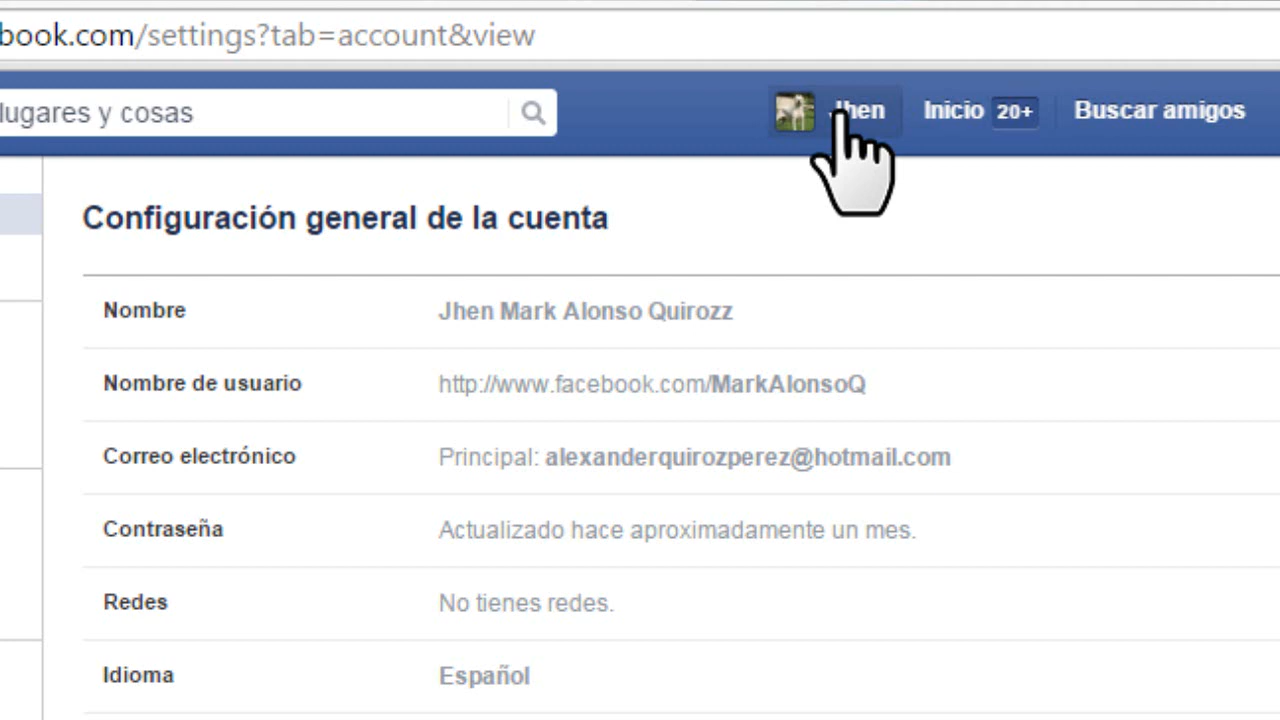 book.com/settings?tab=account&view
lugares y cosas
Jhen Inicio 20+ Buscar amigos
Configuración general de la cuenta
Nombre Jhen Mark Alonso Quirozz
Nombre de usuario http://www.facebook.com/MarkAlonsoQ
Correo electrónico Principal: alexanderquirozperez@hotmail.com
Contraseña Actualizado hace aproximadamente un mes.
Redes No tienes redes.
Idioma Español